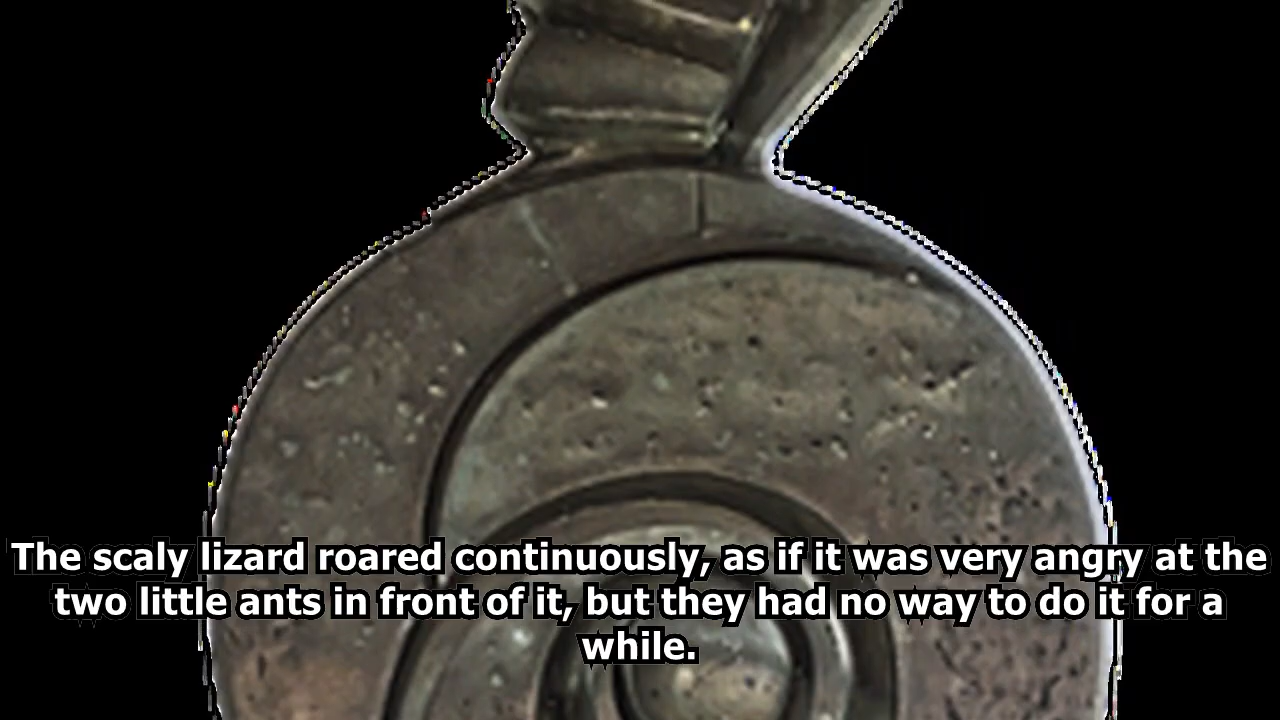 The scaly lizard roared continuously, as if it was very angry at the
two little ants in front of it, but they had no way to do it for a
while.